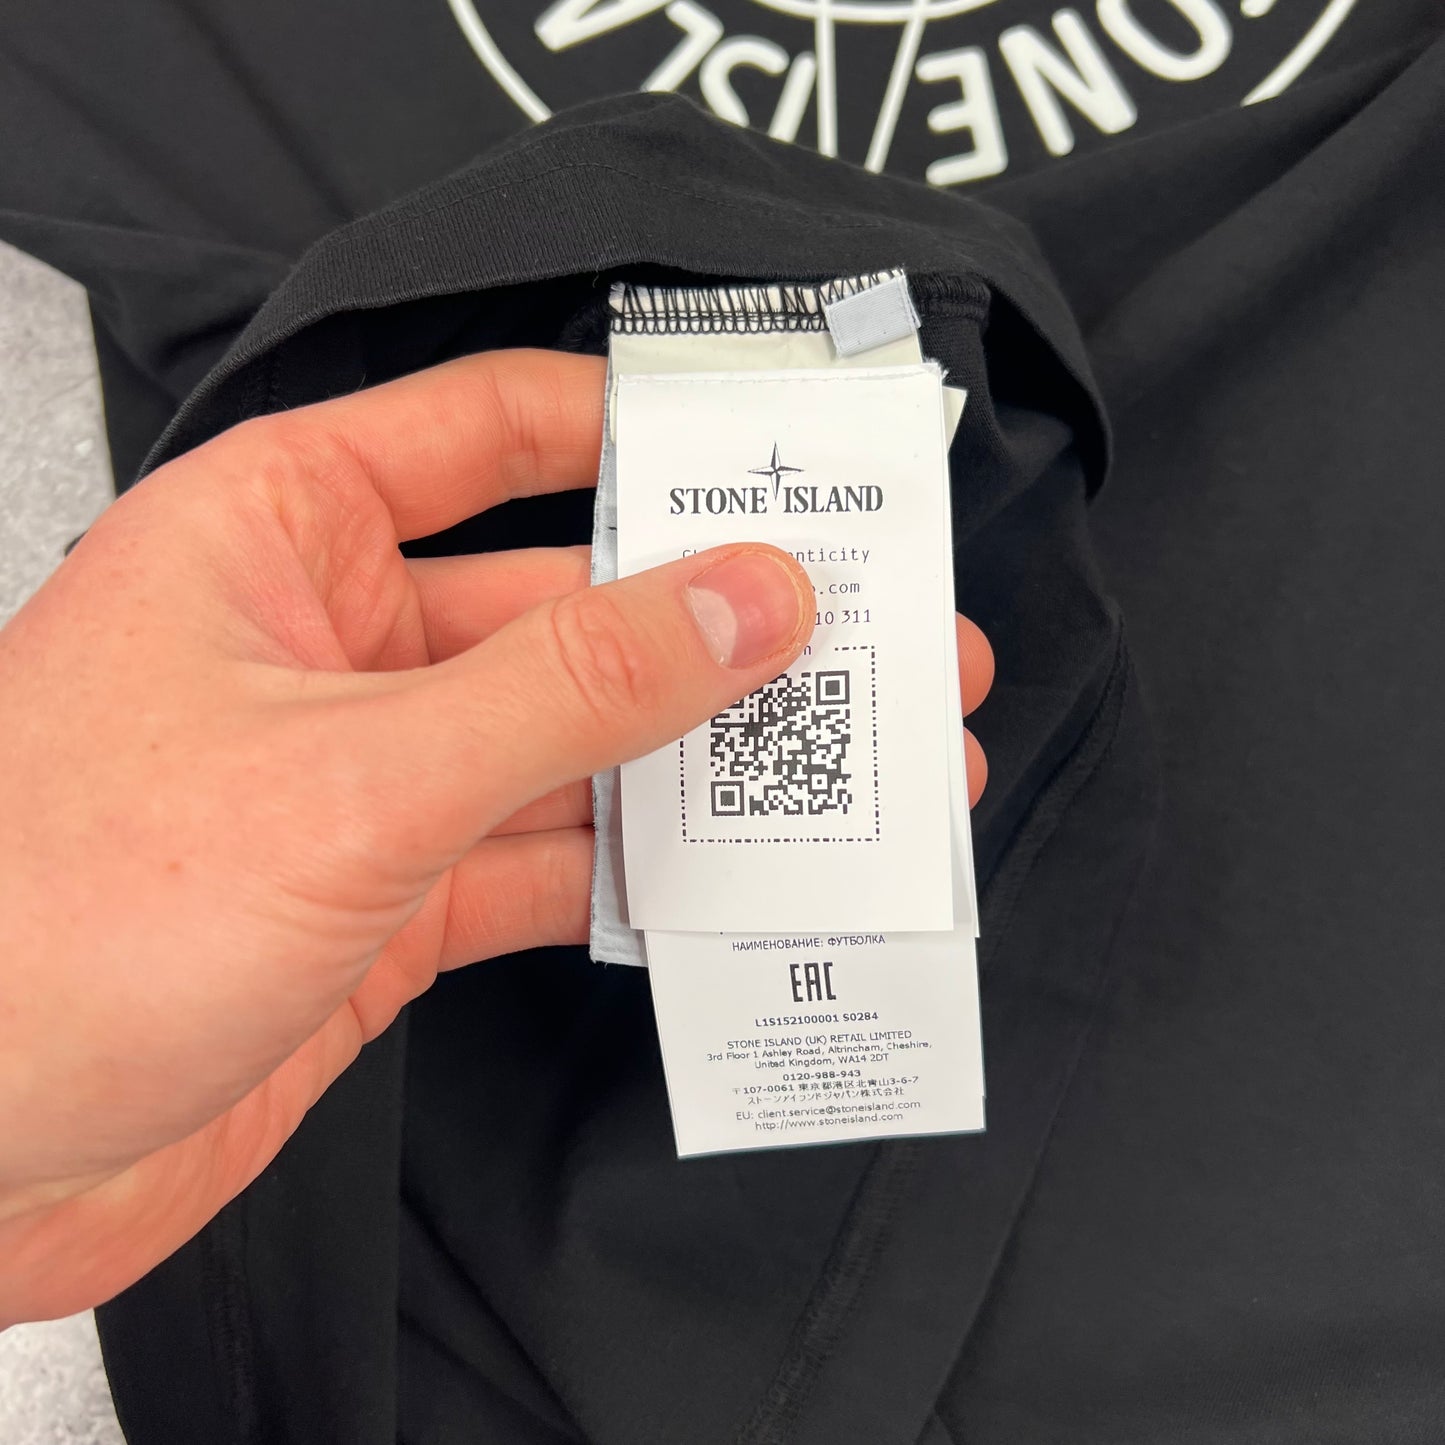 STONE ISLAND
10 311
НАИМЕНОВАНИЕ: ФУТБОЛКА
EAC
L1S152100001 S0284
STONE ISLAND (UK) RETAIL LIMITED
3rd Floor 1 Ashley Road, Altrincham, Cheshire,
United Kingdom, WA14 2DT
0120-988-943
〒107-0061 東京都港区北青山3-6-7
ストーンアイランドジャパン株式会社
EU: client.service@stoneisland.com
http://www.stoneisland.com